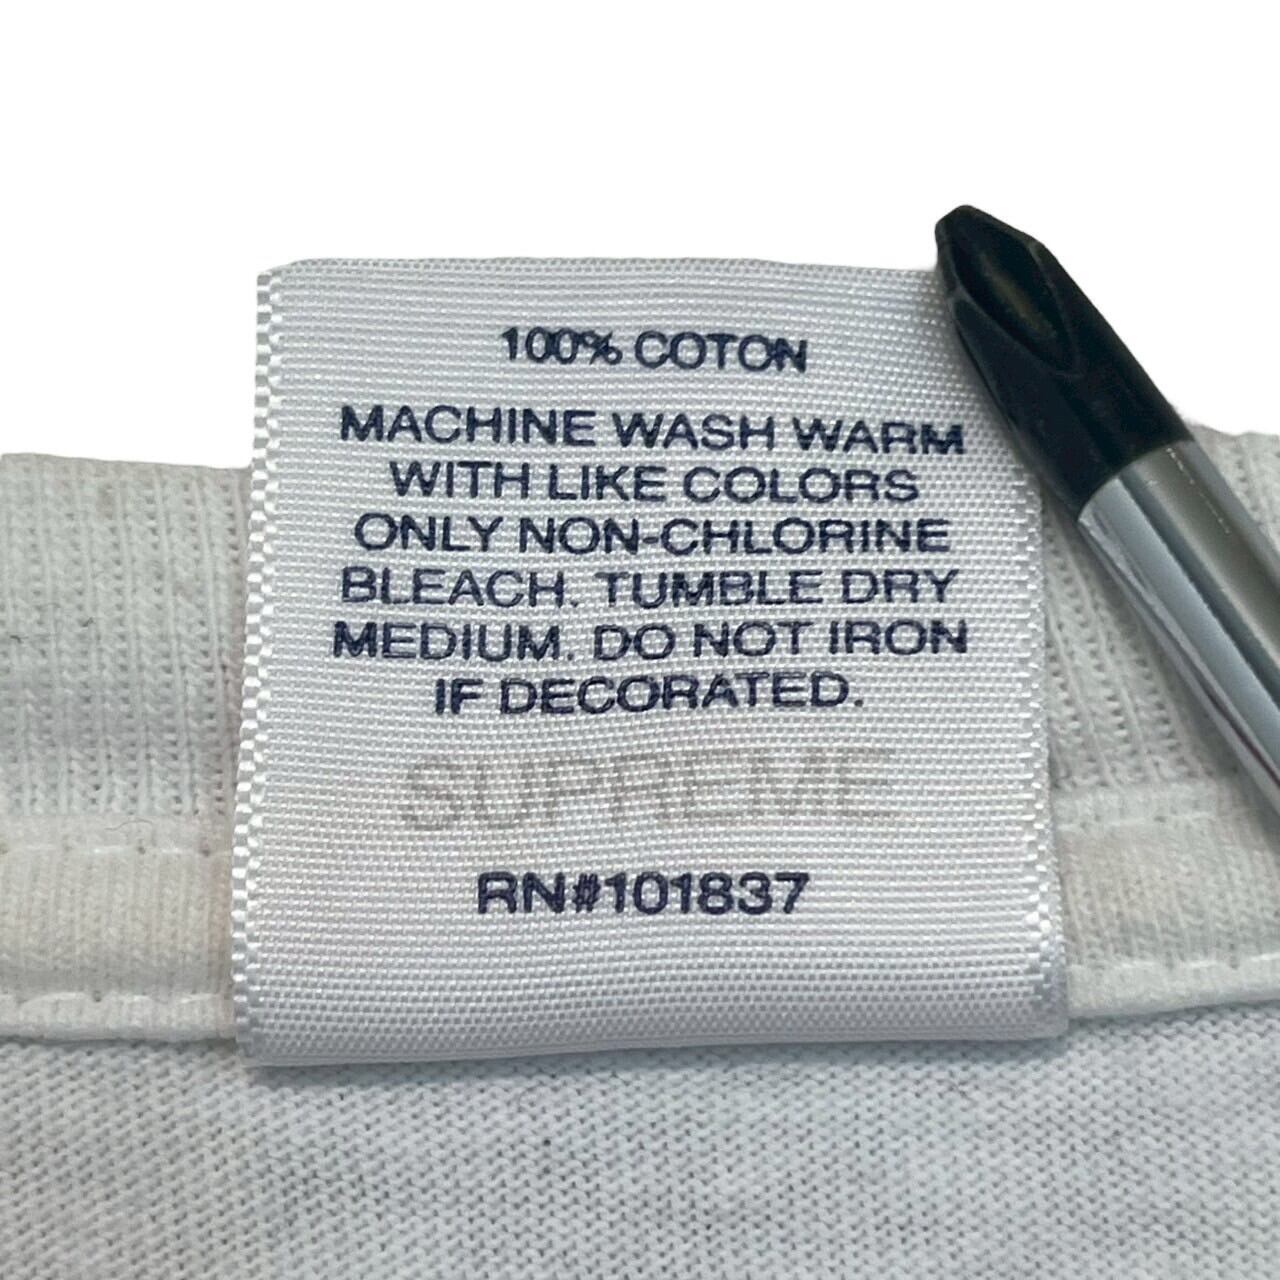 100% COTON
MACHINE WASH WARM
WITH LIKE COLORS
ONLY NON-CHLORINE
BLEACH. TUMBLE DRY
MEDIUM. DO NOT IRON
IF DECORATED.
SUPREME
RN#101837